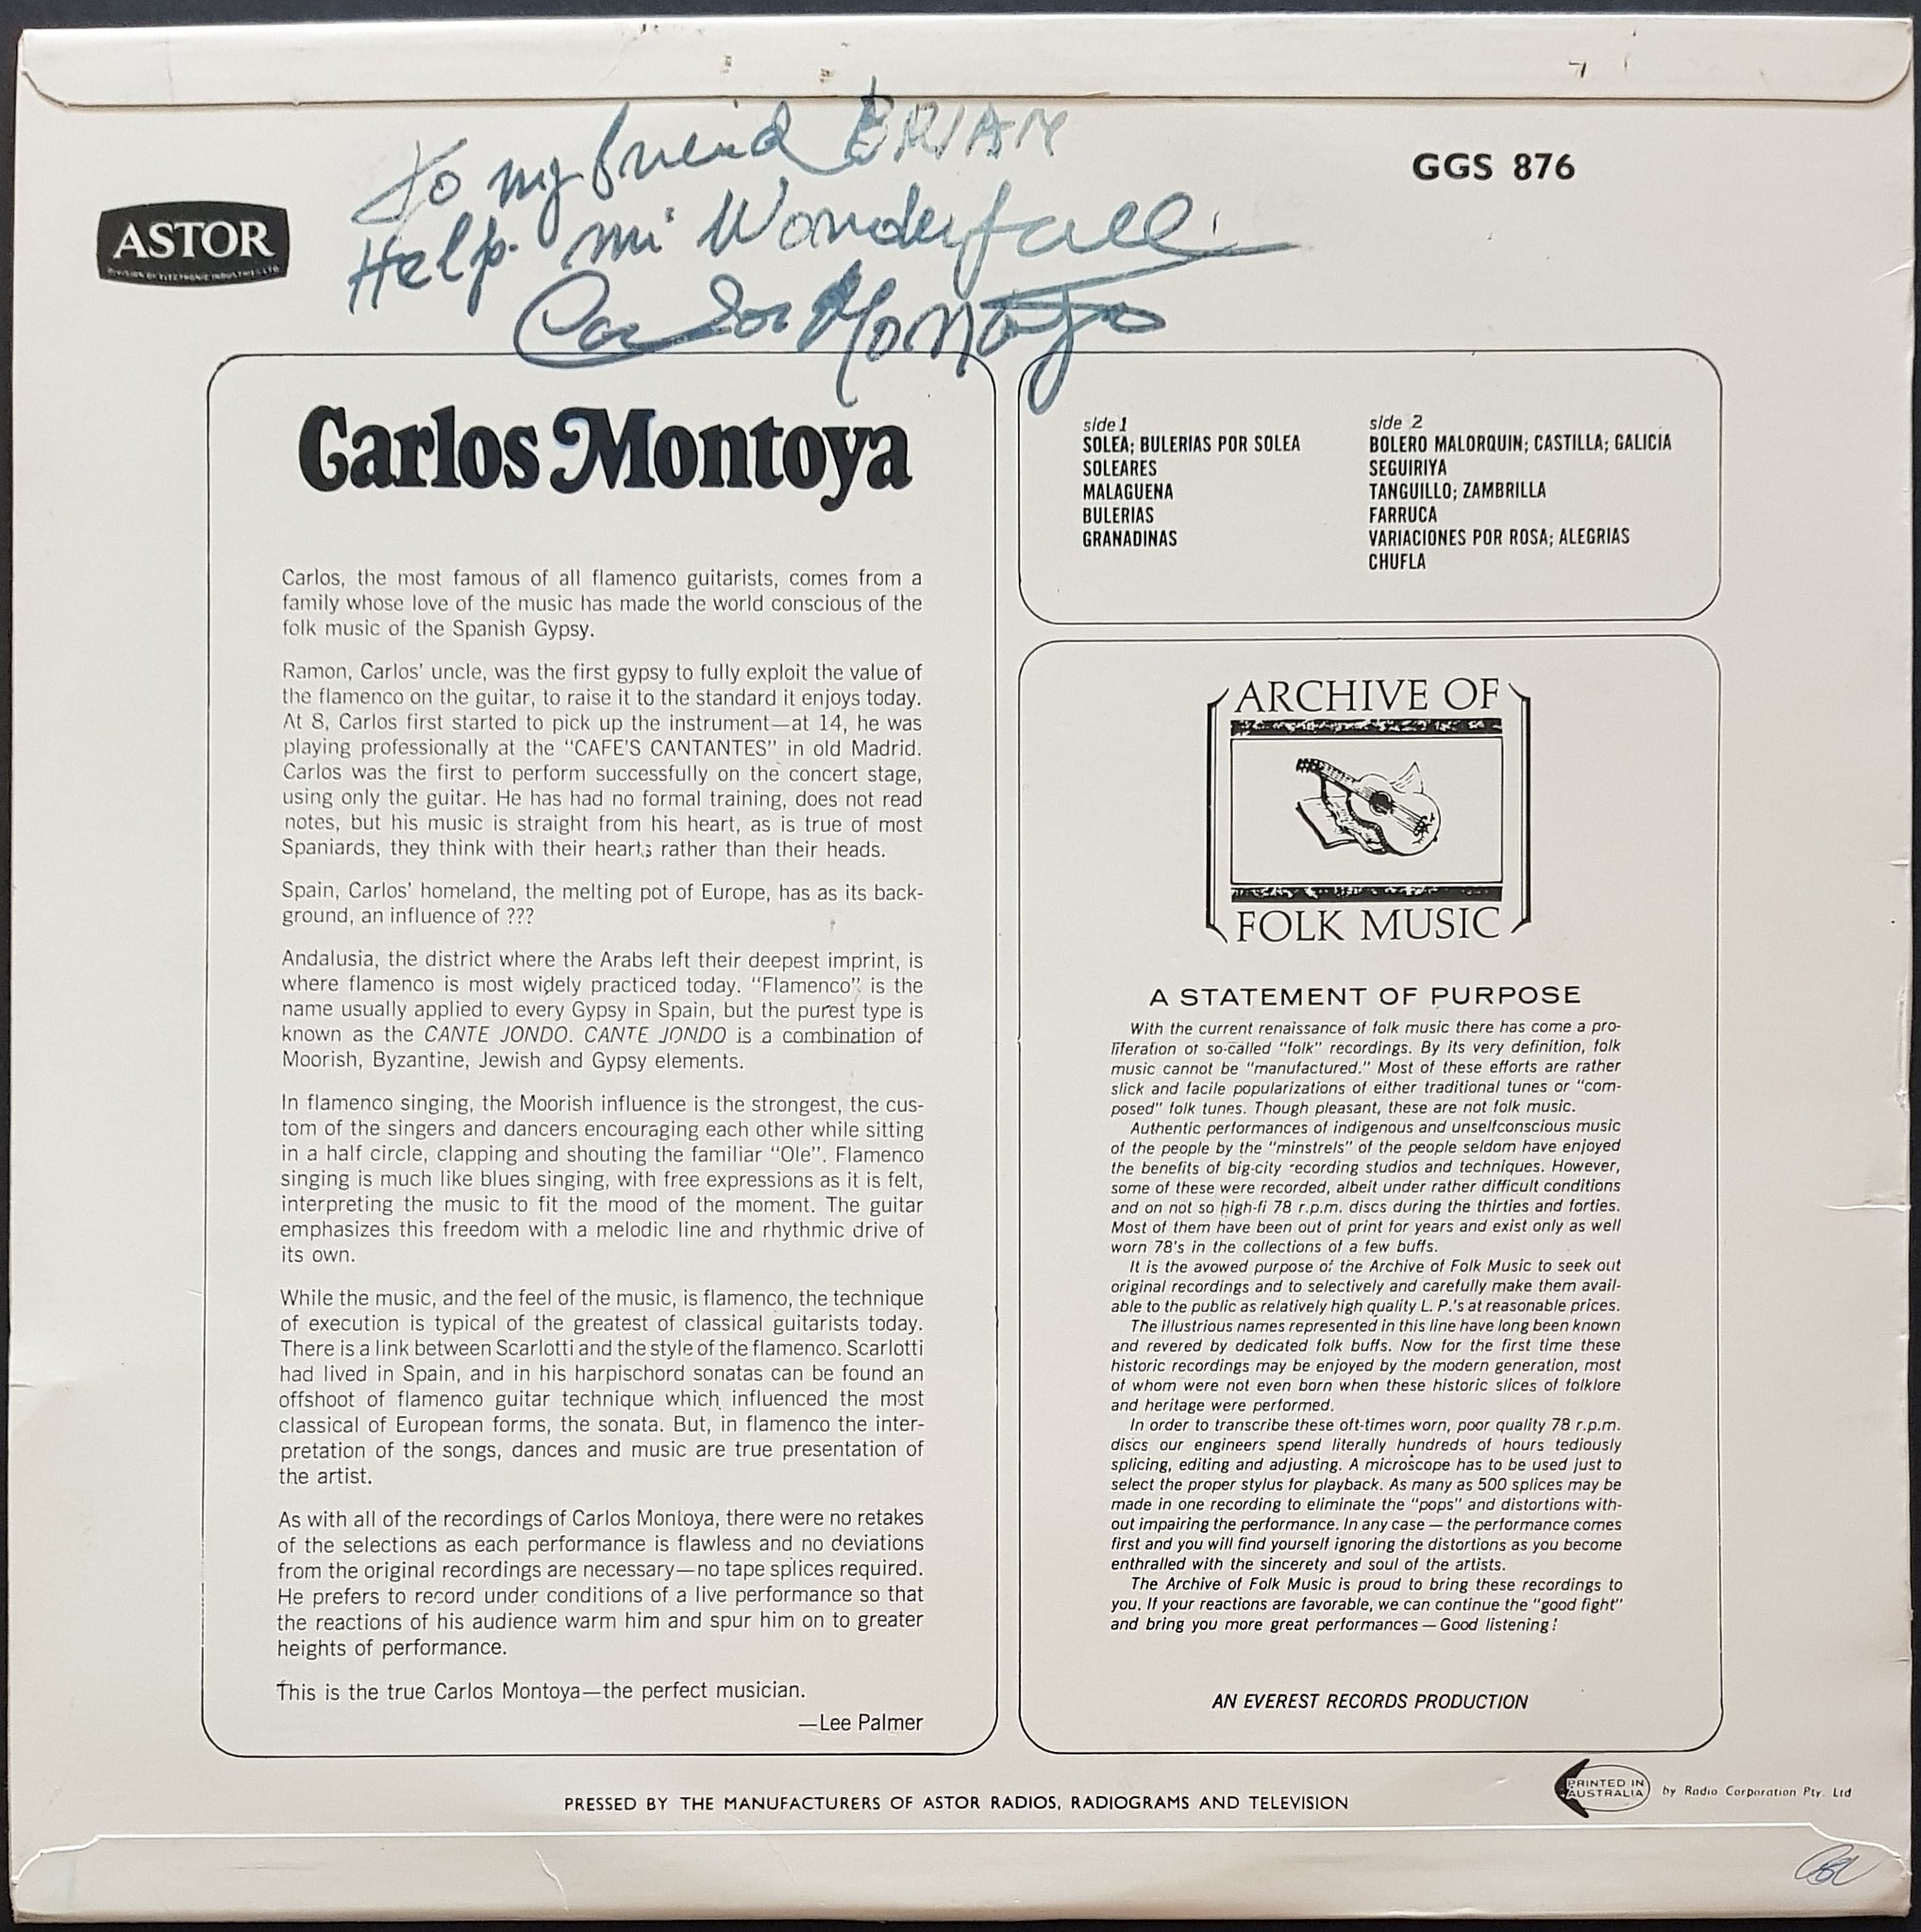 To my friend BRIAN
Help. mi Wonderfull
Carlos Montoya
GGS 876
ASTOR
DIVISION OF ELECTRONIC INDUSTRIES LTD.
Carlos Montoya
Carlos, the most famous of all flamenco guitarists, comes from a
family whose love of the music has made the world conscious of the
folk music of the Spanish Gypsy.
Ramon, Carlos' uncle, was the first gypsy to fully exploit the value of
the flamenco on the guitar, to raise it to the standard it enjoys today.
At 8, Carlos first started to pick up the instrument—at 14, he was
playing professionally at the "CAFE'S CANTANTES" in old Madrid.
Carlos was the first to perform successfully on the concert stage,
using only the guitar. He has had no formal training, does not read
notes, but his music is straight from his heart, as is true of most
Spaniards, they think with their hearts rather than their heads.
Spain, Carlos' homeland, the melting pot of Europe, has as its back-
ground, an influence of ???
Andalusia, the district where the Arabs left their deepest imprint, is
where flamenco is most widely practiced today. "Flamenco" is the
name usually applied to every Gypsy in Spain, but the purest type is
known as the CANTE JONDO. CANTE JONDO is a combination of
Moorish, Byzantine, Jewish and Gypsy elements.
In flamenco singing, the Moorish influence is the strongest, the cus-
tom of the singers and dancers encouraging each other while sitting
in a half circle, clapping and shouting the familiar "Ole". Flamenco
singing is much like blues singing, with free expressions as it is felt,
interpreting the music to fit the mood of the moment. The guitar
emphasizes this freedom with a melodic line and rhythmic drive of
its own.
While the music, and the feel of the music, is flamenco, the technique
of execution is typical of the greatest of classical guitarists today.
There is a link between Scarlotti and the style of the flamenco. Scarlotti
had lived in Spain, and in his harpischord sonatas can be found an
offshoot of flamenco guitar technique which influenced the most
classical of European forms, the sonata. But, in flamenco the inter-
pretation of the songs, dances and music are true presentation of
the artist.
As with all of the recordings of Carlos Montoya, there were no retakes
of the selections as each performance is flawless and no deviations
from the original recordings are necessary—no tape splices required.
He prefers to record under conditions of a live performance so that
the reactions of his audience warm him and spur him on to greater
heights of performance.
This is the true Carlos Montoya—the perfect musician.
—Lee Palmer
side 1
SOLEA; BULERIAS POR SOLEA
SOLEARES
MALAGUENA
BULERIAS
GRANADINAS
side 2
BOLERO MALORQUIN; CASTILLA; GALICIA
SEGUIRIYA
TANGUILLO; ZAMBRILLA
FARRUCA
VARIACIONES POR ROSA; ALEGRIAS
CHUFLA
ARCHIVE OF
FOLK MUSIC
A STATEMENT OF PURPOSE
With the current renaissance of folk music there has come a pro-
liferation of so-called "folk" recordings. By its very definition, folk
music cannot be "manufactured." Most of these efforts are rather
slick and facile popularizations of either traditional tunes or "com-
posed" folk tunes. Though pleasant, these are not folk music.
Authentic performances of indigenous and unselfconscious music
of the people by the "minstrels" of the people seldom have enjoyed
the benefits of big-city recording studios and techniques. However,
some of these were recorded, albeit under rather difficult conditions
and on not so high-fi 78 r.p.m. discs during the thirties and forties.
Most of them have been out of print for years and exist only as well
worn 78's in the collections of a few buffs.
It is the avowed purpose of the Archive of Folk Music to seek out
original recordings and to selectively and carefully make them avail-
able to the public as relatively high quality L. P.'s at reasonable prices.
The illustrious names represented in this line have long been known
and revered by dedicated folk buffs. Now for the first time these
historic recordings may be enjoyed by the modern generation, most
of whom were not even born when these historic slices of folklore
and heritage were performed.
In order to transcribe these oft-times worn, poor quality 78 r.p.m.
discs our engineers spend literally hundreds of hours tediously
splicing, editing and adjusting. A microscope has to be used just to
select the proper stylus for playback. As many as 500 splices may be
made in one recording to eliminate the "pops" and distortions with-
out impairing the performance. In any case — the performance comes
first and you will find yourself ignoring the distortions as you become
enthralled with the sincerety and soul of the artists.
The Archive of Folk Music is proud to bring these recordings to
you. If your reactions are favorable, we can continue the "good fight"
and bring you more great performances — Good listening!
AN EVEREST RECORDS PRODUCTION
PRESSED BY THE MANUFACTURERS OF ASTOR RADIOS, RADIOGRAMS AND TELEVISION
PRINTED IN
AUSTRALIA
by Radio Corporation Pty. Ltd